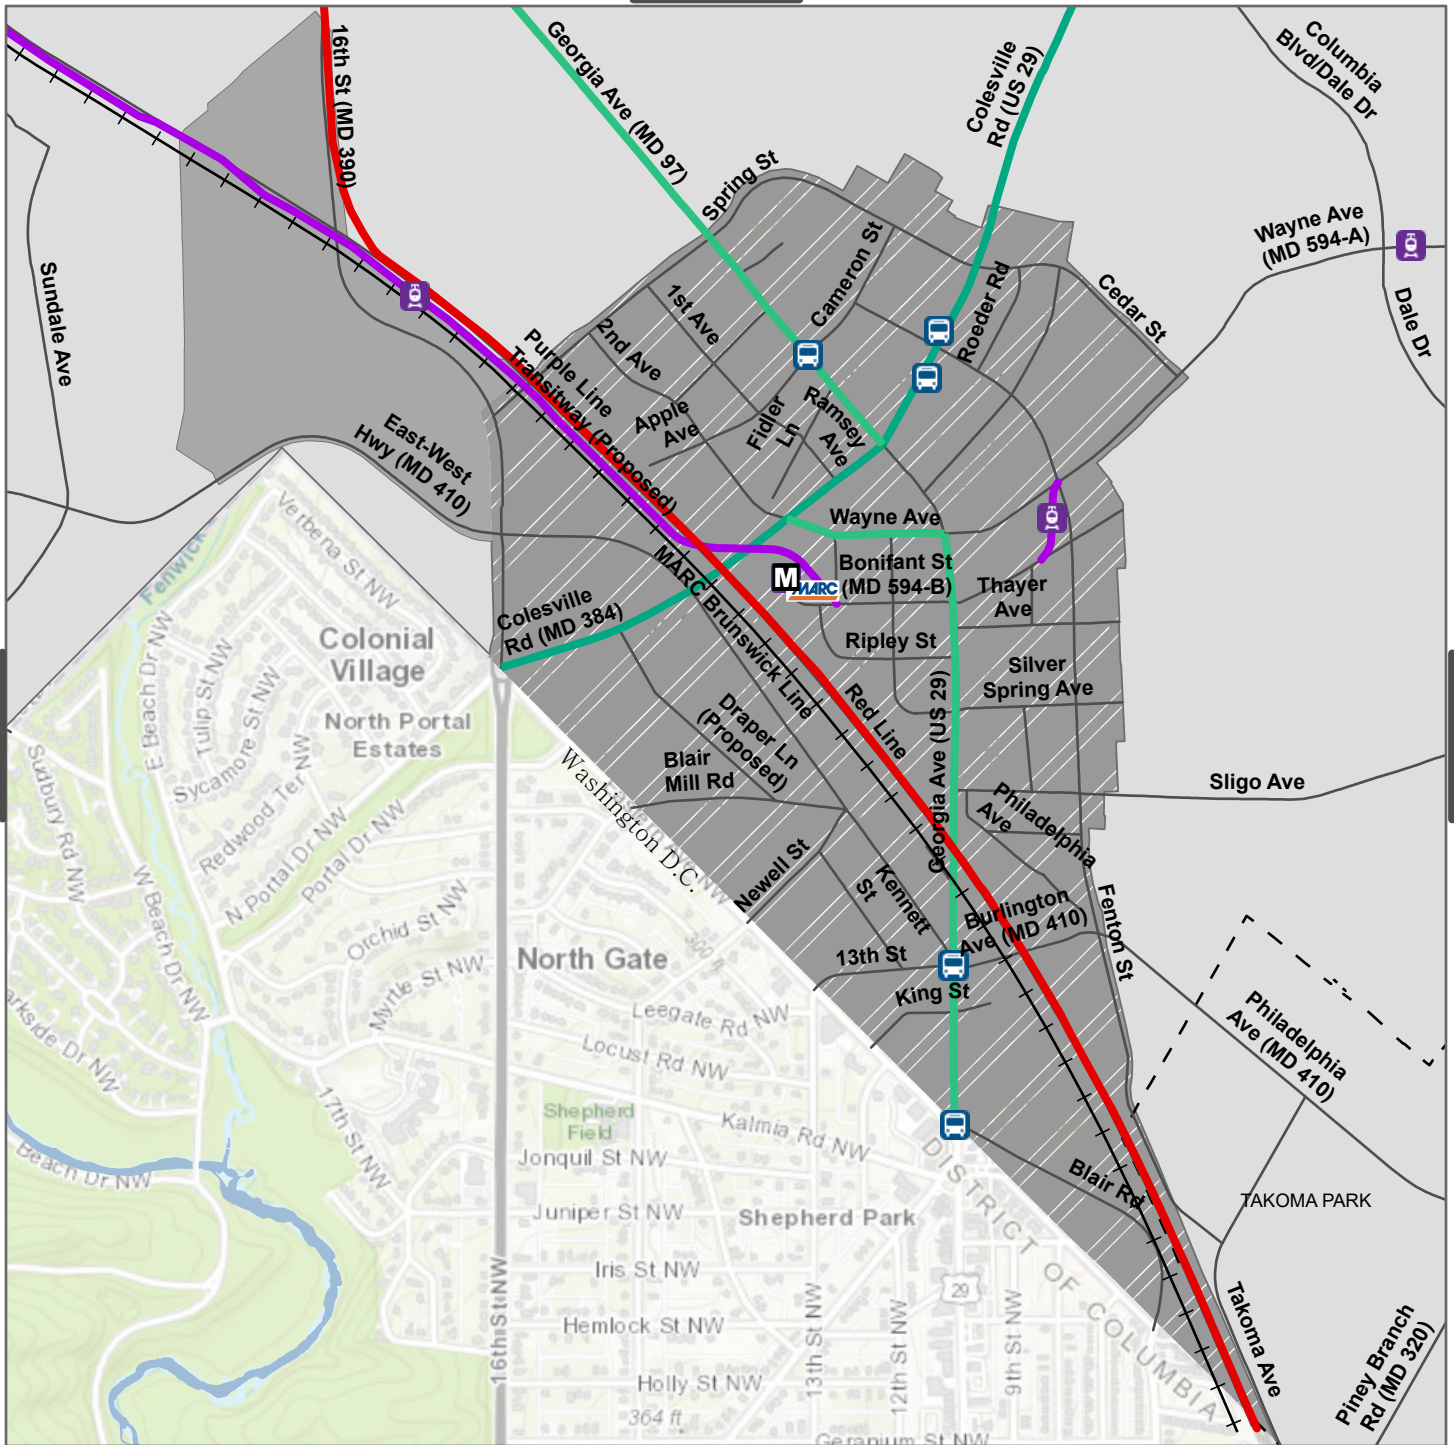 16th St (MD 390)
Georgia Ave (MD 97)
Colesville
Rd (US 29)
Columbia
Blvd/Dale Dr
Spring St
Wayne Ave
(MD 594-A)
Cameron St
Roeder Rd
Cedar St
Dale Dr
Sundale Ave
1st Ave
2nd Ave
Purple Line
Transitway (Proposed)
Apple
Ave
Fidler
Ln
Ramsey
Ave
East-West
Hwy (MD 410)
Wayne Ave
Bonifant St
(MD 594-B)
M
MARC
Thayer
Ave
MARC Brunswick Line
Colesville
Rd (MD 384)
Ripley St
Silver
Spring Ave
Red Line
Georgia Ave (US 29)
Draper Ln
(Proposed)
Blair
Mill Rd
Sligo Ave
Philadelphia
Ave
Newell St
Kennett
St
Burlington
Ave (MD 410)
Fenton St
13th St
King St
Philadelphia
Ave (MD 410)
Blair Rd
TAKOMA PARK
Takoma Ave
Piney Branch
Rd (MD 320)
Washington D.C.
Fenwick
Verbena St NW
Colonial
Village
North Portal
Estates
E Beach Dr NW
Tulip St NW
Sycamore St NW
Redwood Ter NW
Sudbury Rd NW
N Portal Dr NW
Portal Dr NW
W Beach Dr NW
Orchid St NW
Myrtle St NW
North Gate
300 ft
NW
Leegate Rd NW
Locust Rd NW
arkside Dr NW
17th St NW
Shepherd
Field
Kalmia Rd NW
Beach Dr NW
Jonquil St NW
Juniper St NW
Shepherd Park
DISTRICT OF COLUMBIA
Iris St NW
29
16th St NW
Hemlock St NW
13th St NW
12th St NW
9th St NW
Holly St NW
364 ft
Geranium St NW